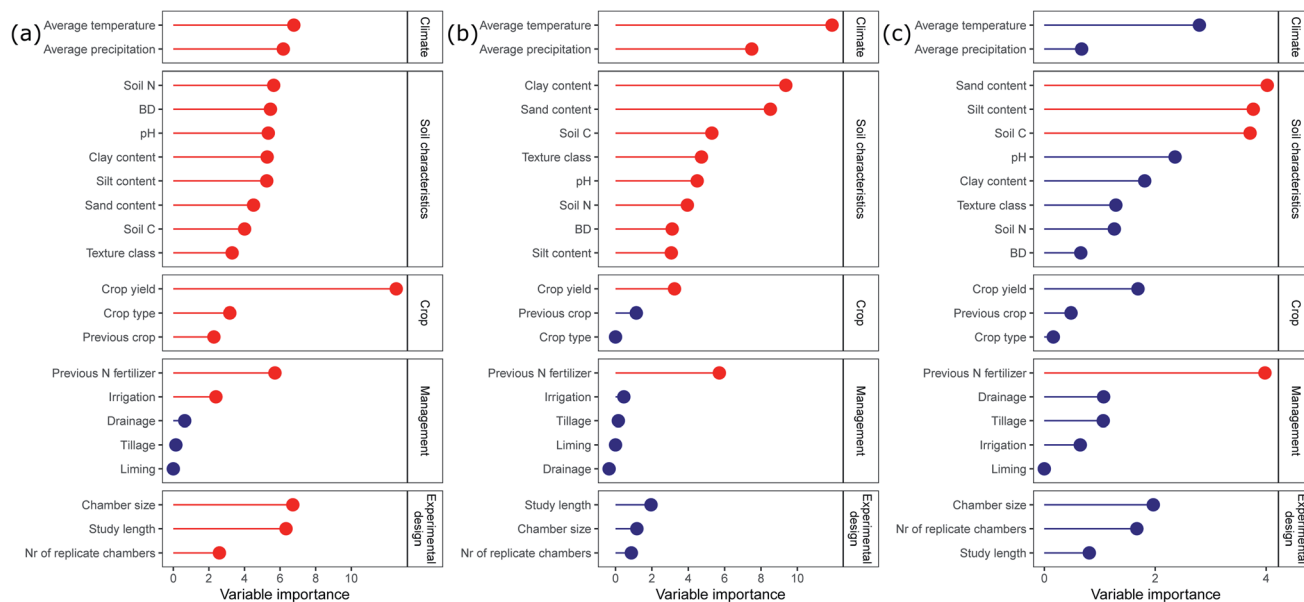 (a)
Average temperature
Average precipitation
Climate
Soil N
BD
pH
Clay content
Silt content
Sand content
Soil C
Texture class
Soil characteristics
Crop yield
Crop type
Previous crop
Crop
Previous N fertilizer
Irrigation
Drainage
Tillage
Liming
Management
Chamber size
Study length
Nr of replicate chambers
Experimental
design
0 2 4 6 8 10
Variable importance
(b)
Average temperature
Average precipitation
Climate
Clay content
Sand content
Soil C
Texture class
pH
Soil N
BD
Silt content
Soil characteristics
Crop yield
Previous crop
Crop type
Crop
Previous N fertilizer
Irrigation
Tillage
Liming
Drainage
Management
Study length
Chamber size
Nr of replicate chambers
Experimental
design
0 2 4 6 8 10
Variable importance
(c)
Average temperature
Average precipitation
Climate
Sand content
Silt content
Soil C
pH
Clay content
Texture class
Soil N
BD
Soil characteristics
Crop yield
Previous crop
Crop type
Crop
Previous N fertilizer
Drainage
Tillage
Irrigation
Liming
Management
Chamber size
Nr of replicate chambers
Study length
Experimental
design
0 2 4
Variable importance